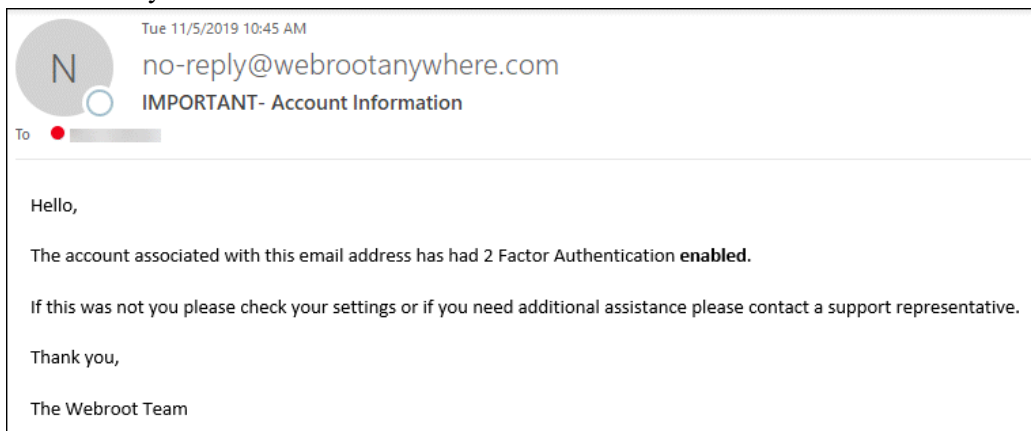 Tue 11/5/2019 10:45 AM
N
no-reply@webrootanywhere.com
IMPORTANT- Account Information
To
Hello,
The account associated with this email address has had 2 Factor Authentication enabled.
If this was not you please check your settings or if you need additional assistance please contact a support representative.
Thank you,
The Webroot Team